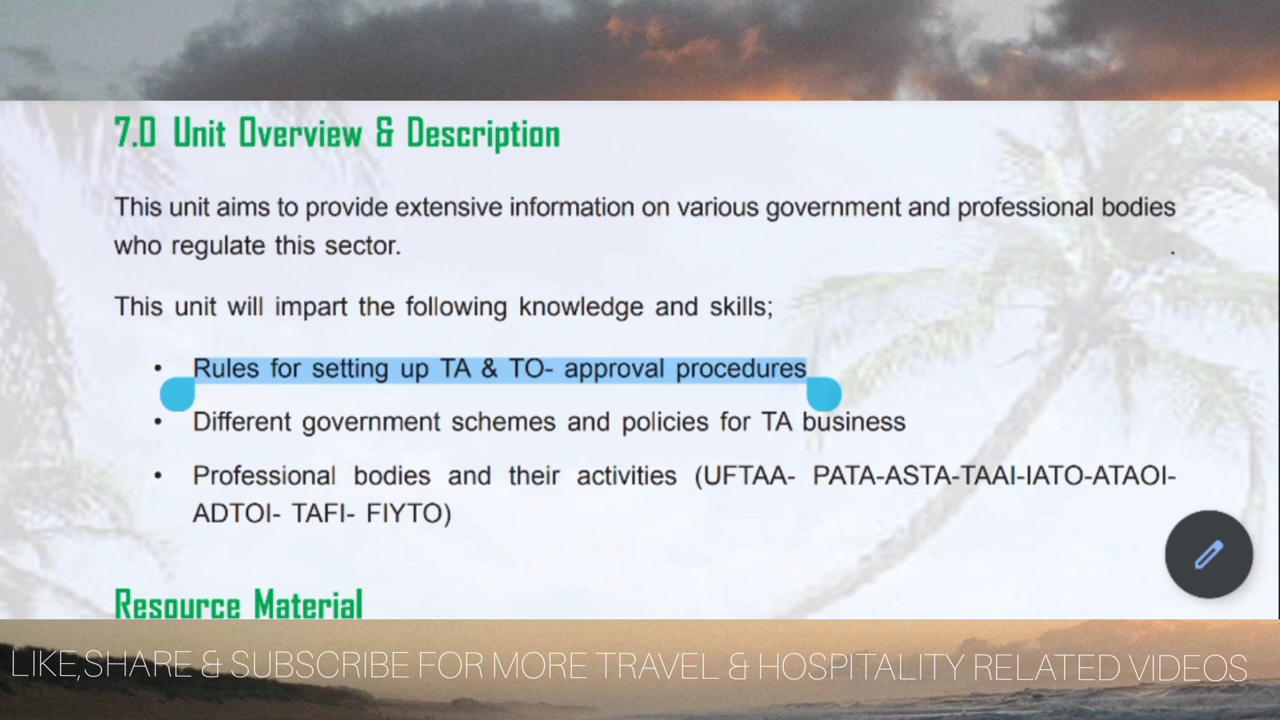 7.0 Unit Overview & Description
This unit aims to provide extensive information on various government and professional bodies
who regulate this sector.
This unit will impart the following knowledge and skills;
• Rules for setting up TA & TO- approval procedures
• Different government schemes and policies for TA business
• Professional bodies and their activities (UFTAA- PATA-ASTA-TAAI-IATO-ATAOI-
ADTOI- TAFI- FIYTO)
Resource Material
LIKE,SHARE & SUBSCRIBE FOR MORE TRAVEL & HOSPITALITY RELATED VIDEOS